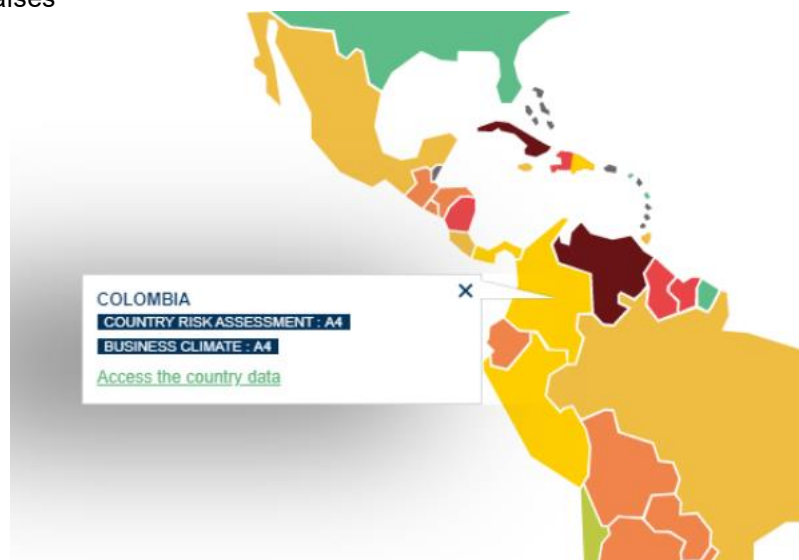 COLOMBIA
COUNTRY RISK ASSESSMENT : A4
BUSINESS CLIMATE : A4
Access the country data